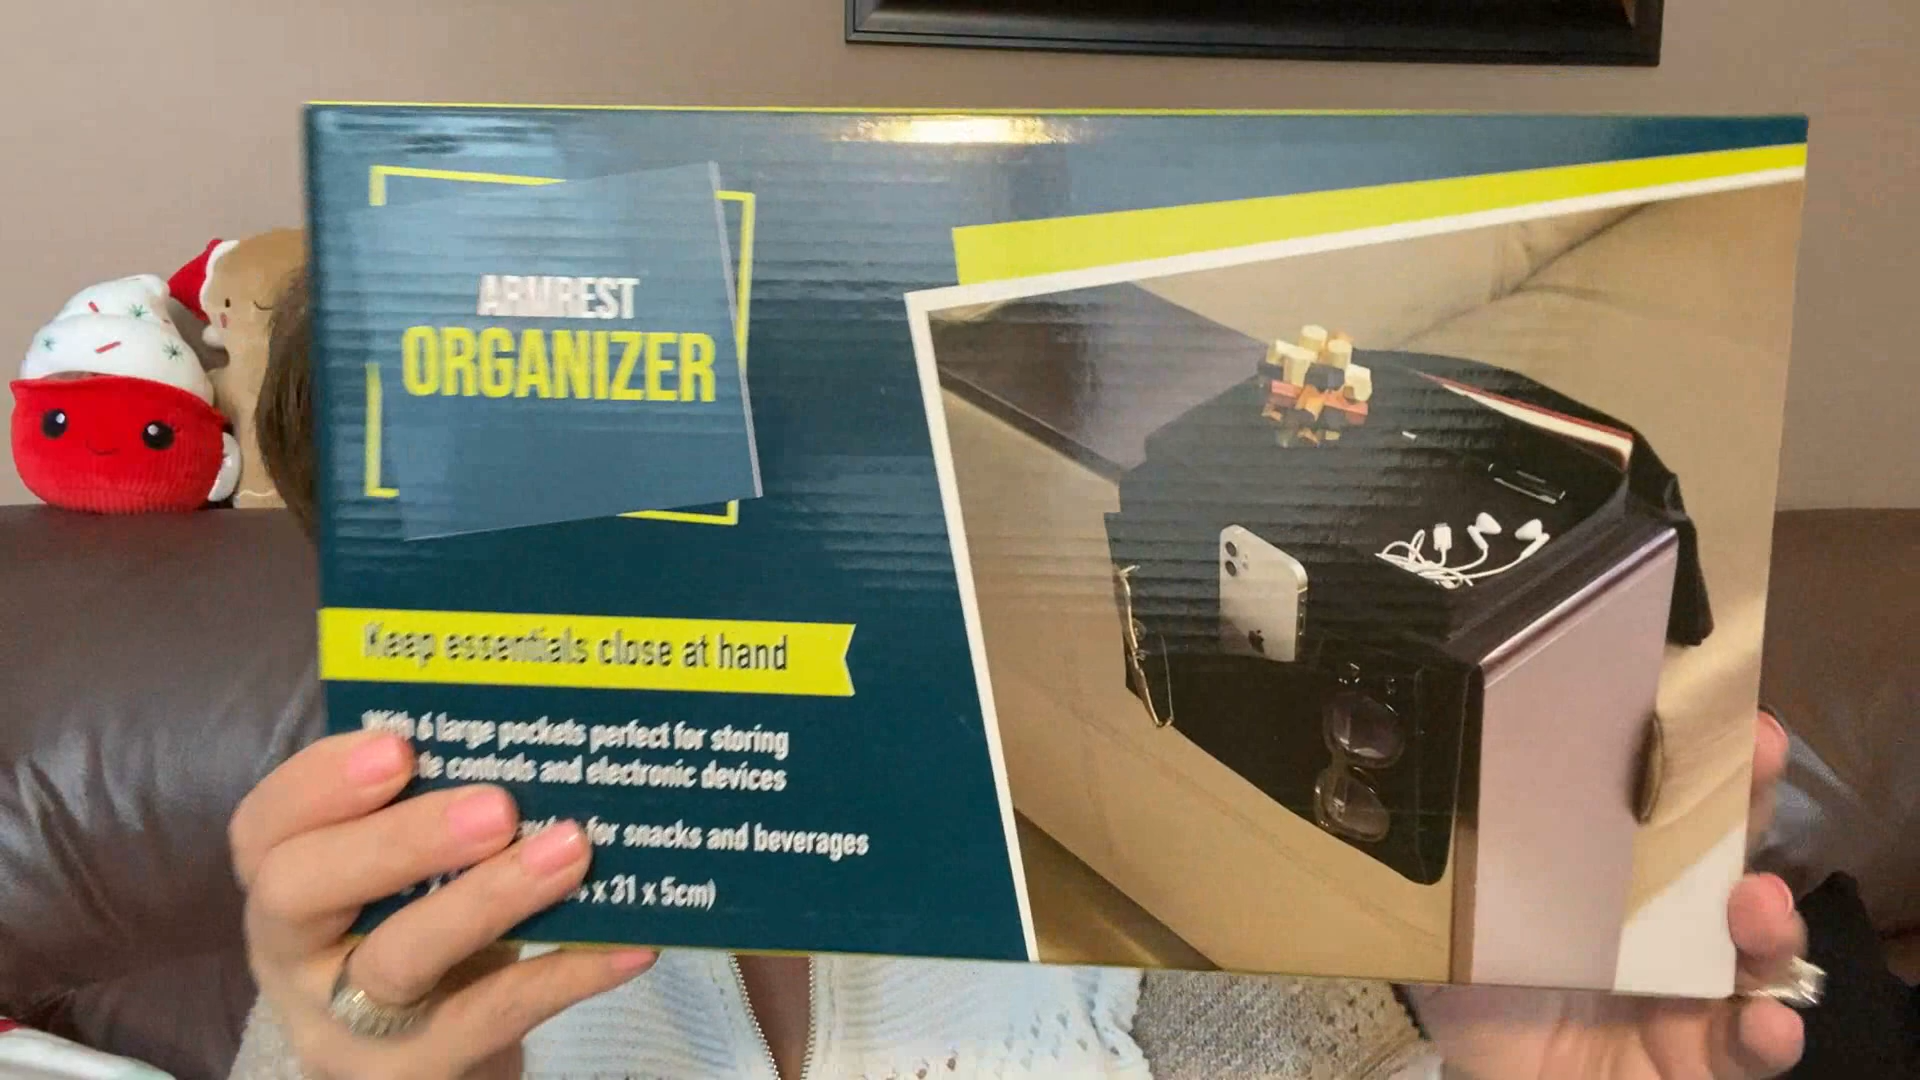 ARMREST
ORGANIZER
Keep essentials close at hand
With 6 large pockets perfect for storing
controls and electronic devices
for snacks and beverages
x 31 x 5cm)